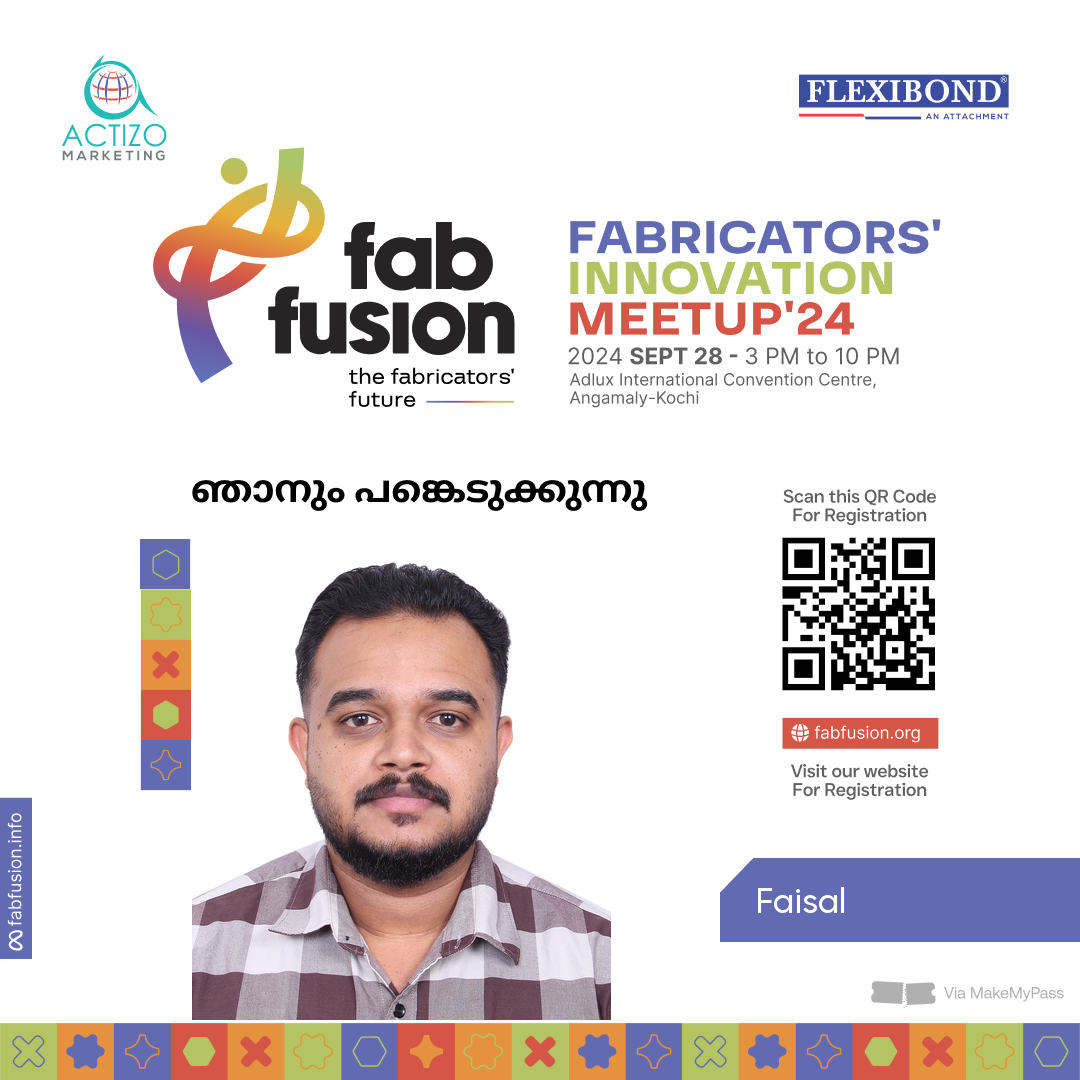 ACTIZO
MARKETING
FLEXIBOND®
AN ATTACHMENT
fab
fusion
the fabricators'
future
FABRICATORS'
INNOVATION
MEETUP'24
2024 SEPT 28 - 3 PM to 10 PM
Adlux International Convention Centre,
Angamaly-Kochi
ഞാനും പങ്കെടുക്കുന്നു
Scan this QR Code
For Registration
fabfusion.org
Visit our website
For Registration
fabfusion.info
Faisal
Via MakeMyPass